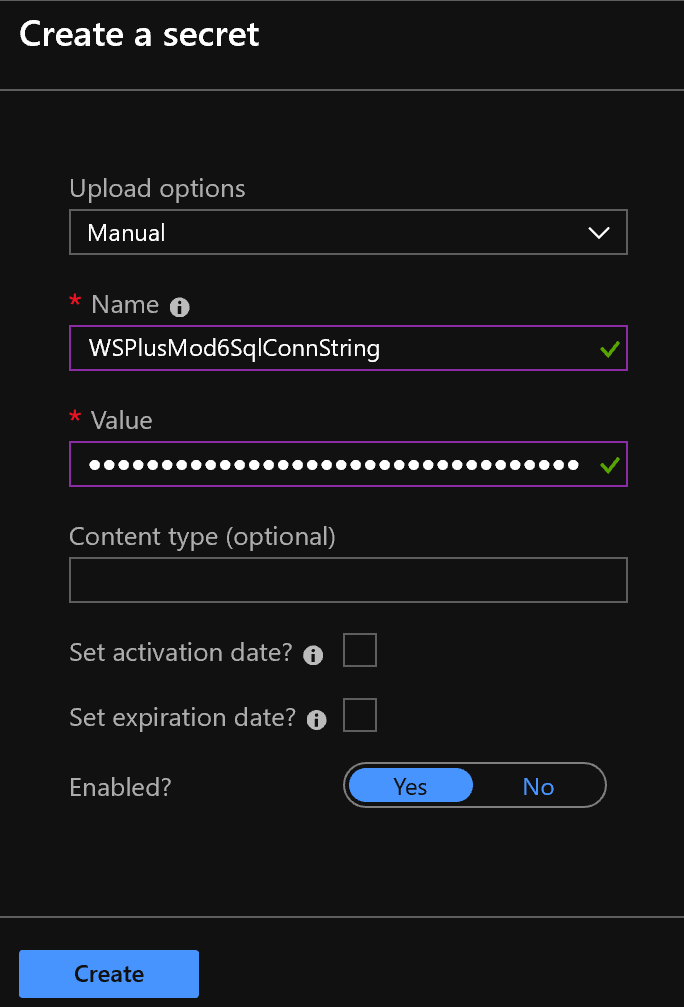 Create a secret
Upload options
Manual
* Name
WSPlusMod6SqlConnString
* Value
••••••••••••••••••••••••••••••••••
Content type (optional)
Set activation date?
Set expiration date?
Enabled?
Yes No
Create